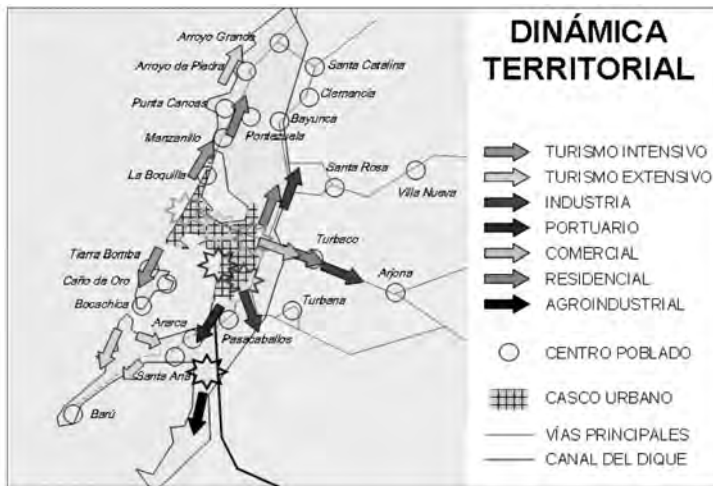 DINÁMICA
TERRITORIAL
Arroyo Grande
Arroyo de Piedra
Santa Catalina
Clemencia
Punta Canoas
Bayunca
Pontezuela
Manzanillo
Santa Rosa
La Boquilla
Villa Nueva
Turbaco
Tierra Bomba
Caño de Oro
Arjona
Bocachica
Turbana
Ararca
Pasacaballos
Santa Ana
Barú
TURISMO INTENSIVO
TURISMO EXTENSIVO
INDUSTRIA
PORTUARIO
COMERCIAL
RESIDENCIAL
AGROINDUSTRIAL
CENTRO POBLADO
CASCO URBANO
VÍAS PRINCIPALES
CANAL DEL DIQUE